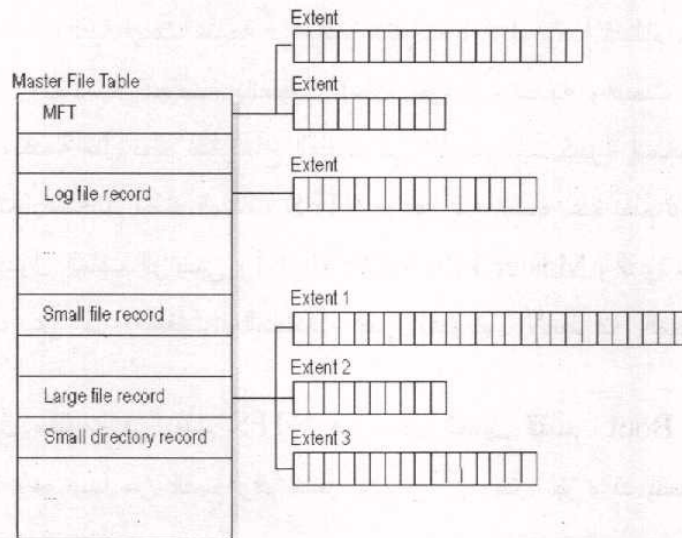 Extent
Master File Table
Extent
MFT
Extent
Log file record
Extent 1
Small file record
Extent 2
Large file record
Small directory record
Extent 3